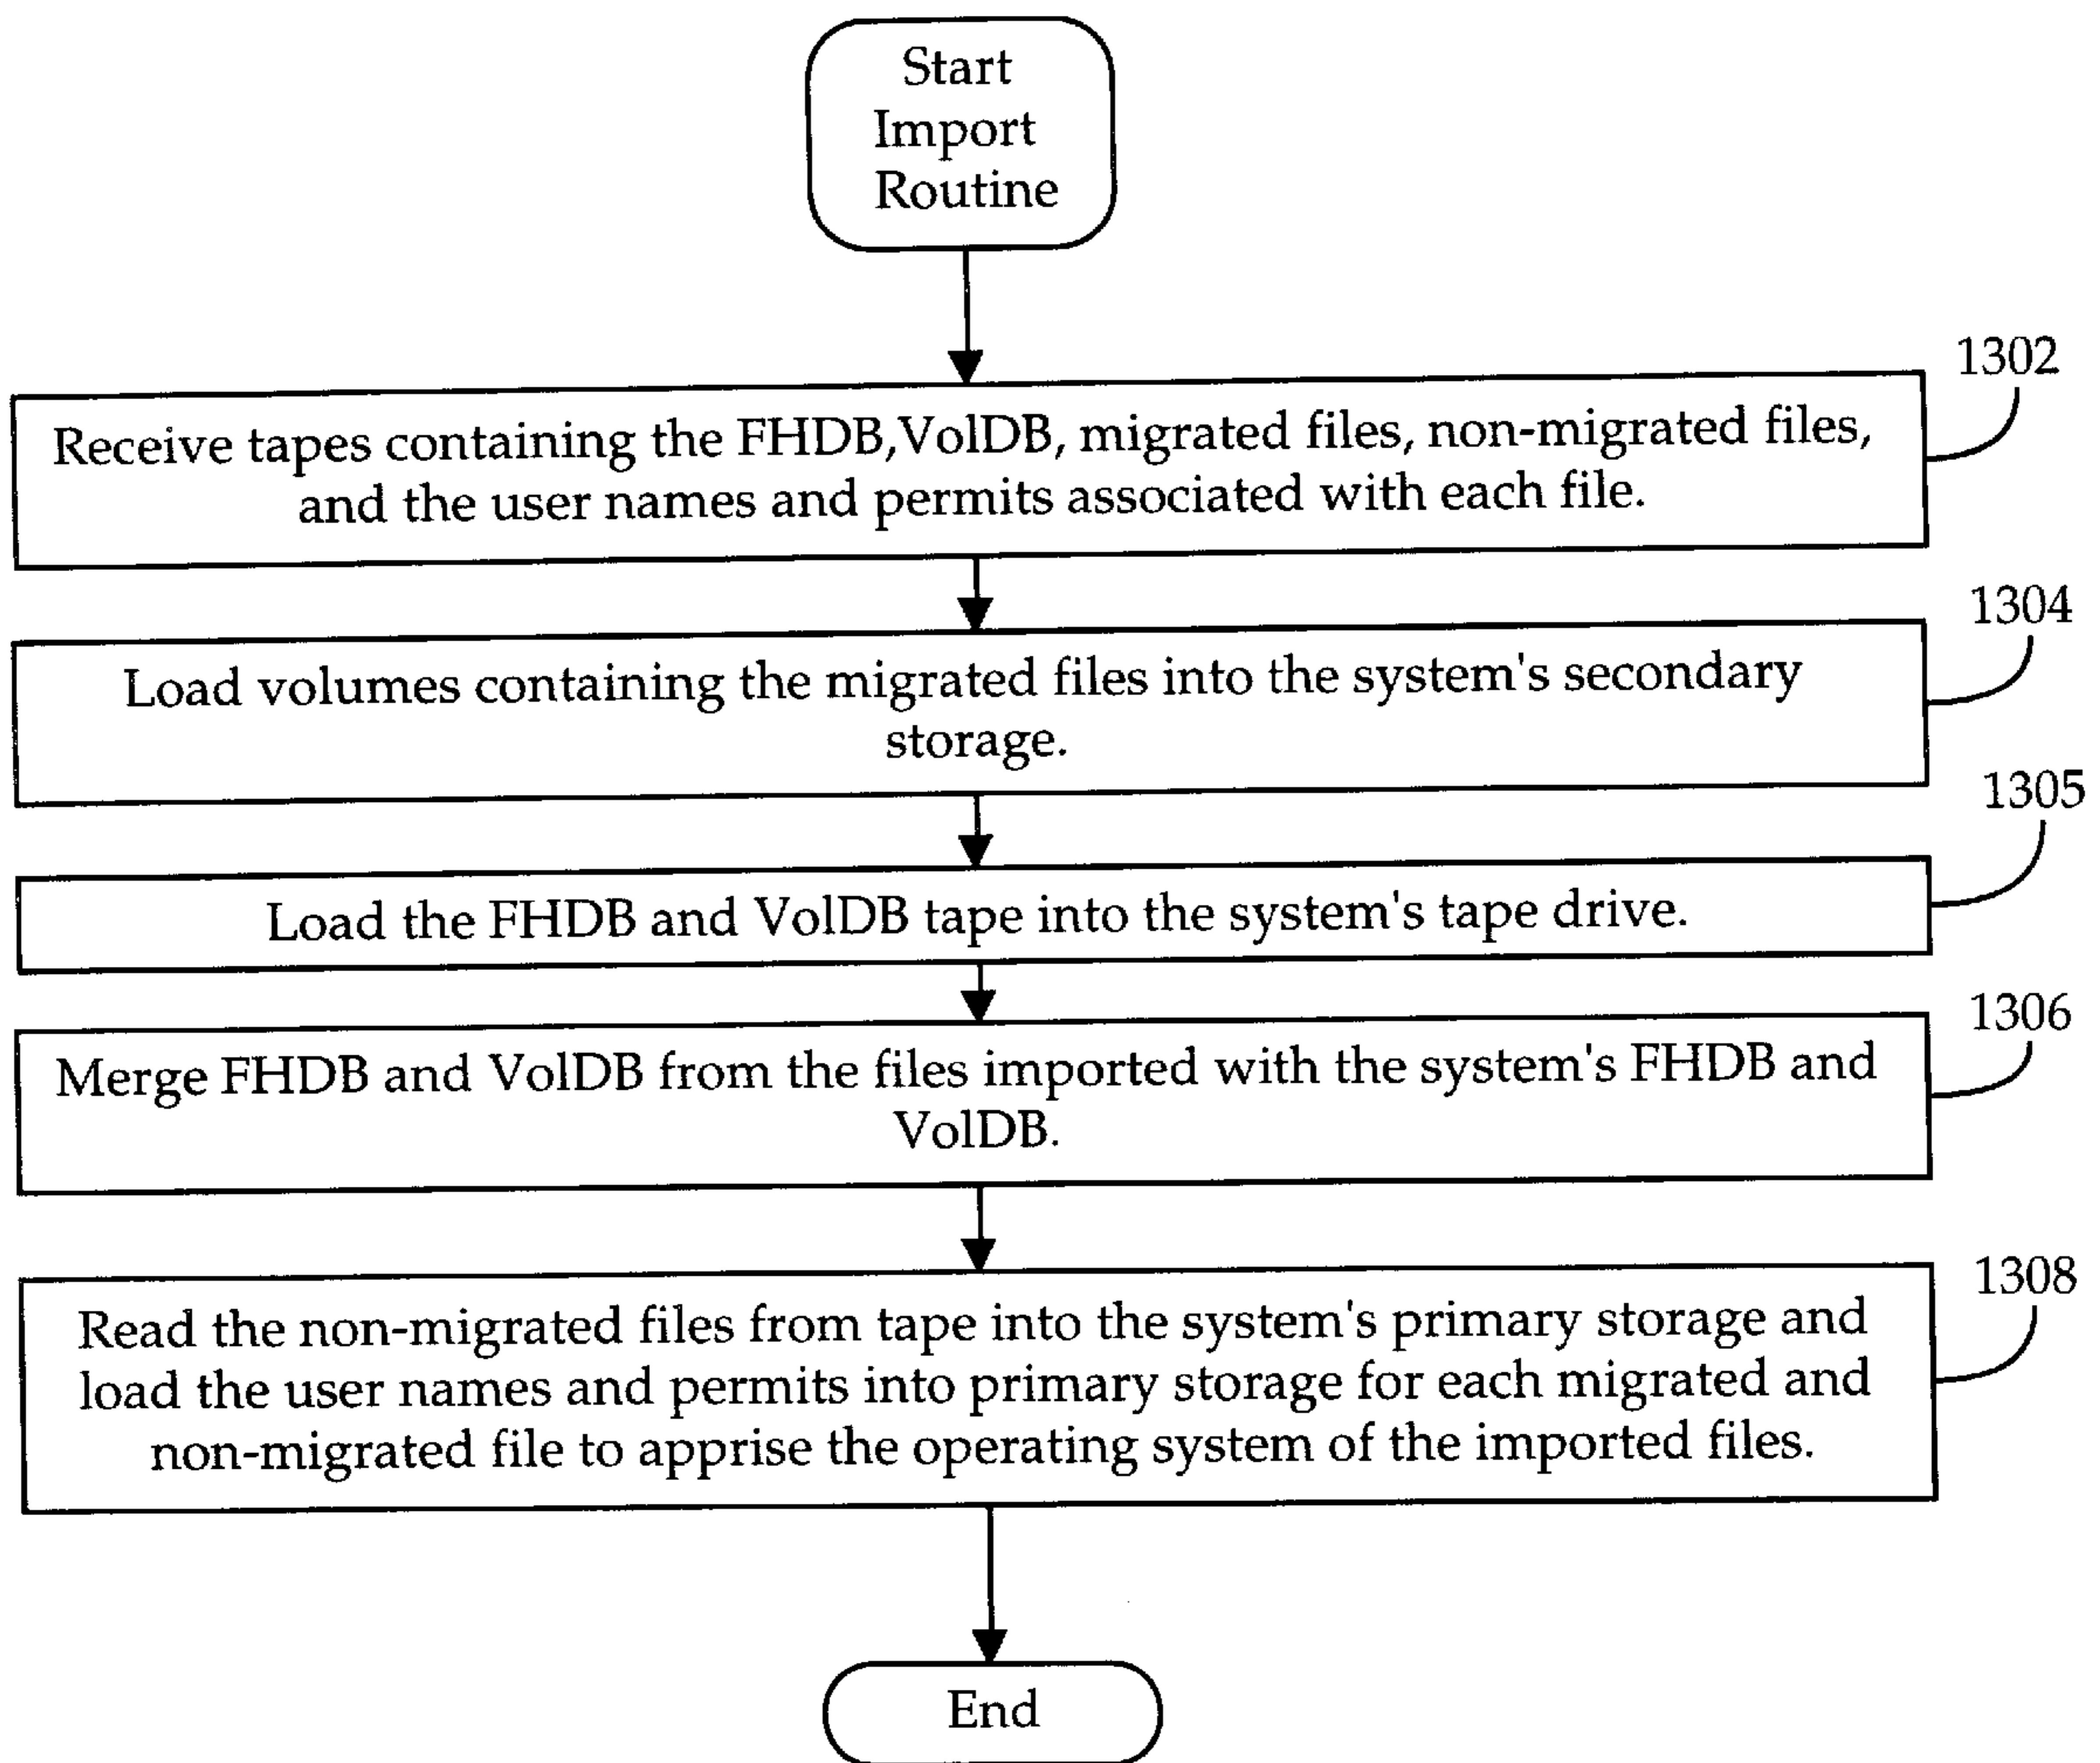 Start
Import
Routine
1302
Receive tapes containing the FHDB,VolDB, migrated files, non-migrated files,
and the user names and permits associated with each file.
1304
Load volumes containing the migrated files into the system's secondary
storage.
1305
Load the FHDB and VolDB tape into the system's tape drive.
1306
Merge FHDB and VolDB from the files imported with the system's FHDB and
VolDB.
1308
Read the non-migrated files from tape into the system's primary storage and
load the user names and permits into primary storage for each migrated and
non-migrated file to apprise the operating system of the imported files.
End